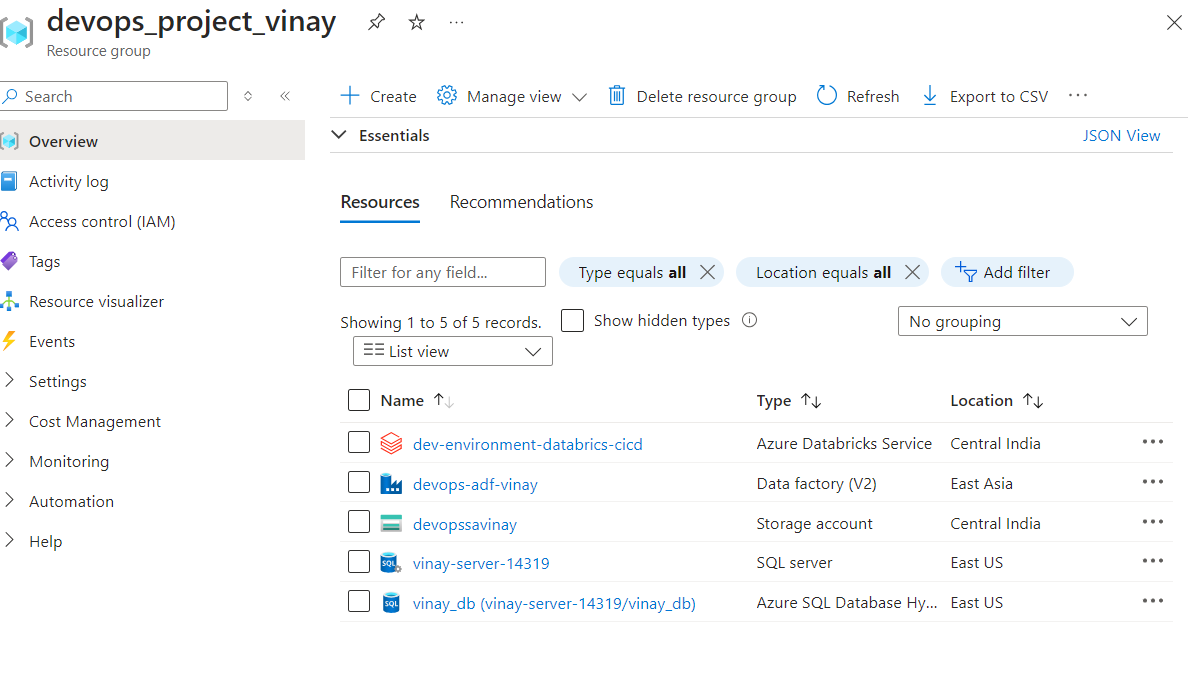 devops_project_vinay
Resource group
Search
Create
Manage view
Delete resource group
Refresh
Export to CSV
Overview
Activity log
Access control (IAM)
Tags
Resource visualizer
Events
Settings
Cost Management
Monitoring
Automation
Help
Essentials
JSON View
Resources
Recommendations
Filter for any field...
Type equals all
Location equals all
Add filter
Showing 1 to 5 of 5 records.
Show hidden types
No grouping
List view
Name Type Location
dev-environment-databrics-cicd Azure Databricks Service Central India
devops-adf-vinay Data factory (V2) East Asia
devopssavinay Storage account Central India
SQL vinay-server-14319 SQL server East US
SQL vinay_db (vinay-server-14319/vinay_db) Azure SQL Database Hy... East US